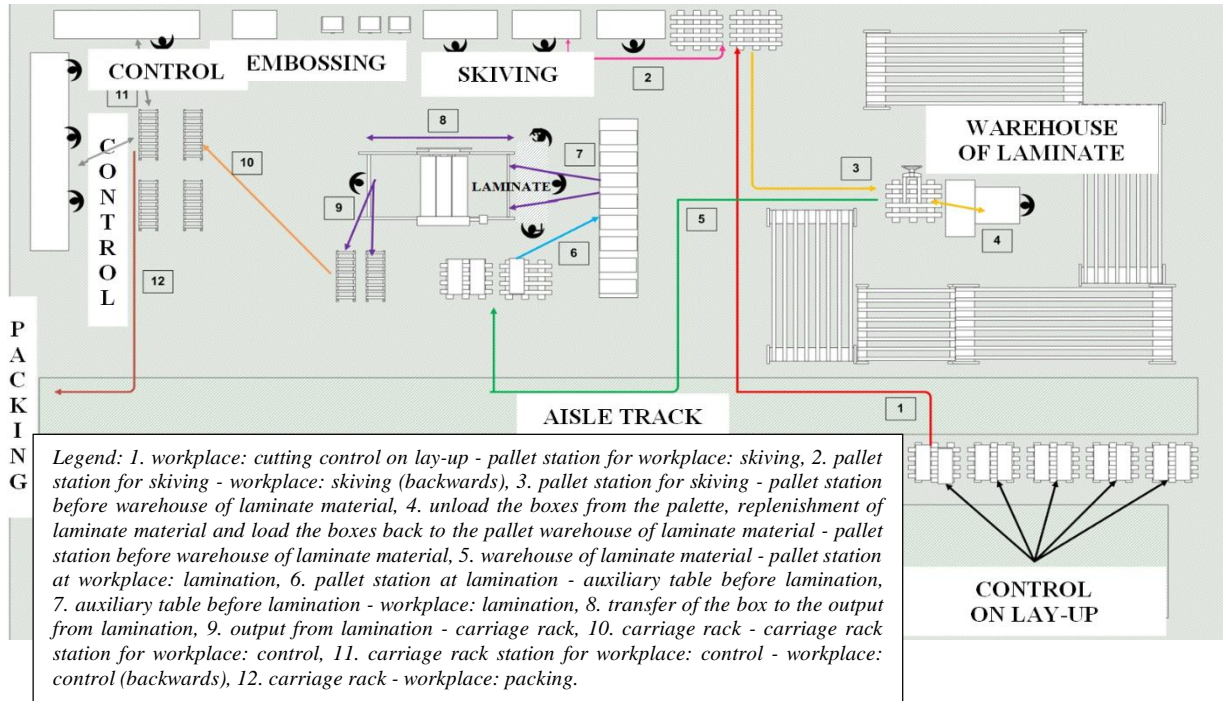 EMBOSSING
CONTROL
SKIVING
2
11
8
WAREHOUSE
OF LAMINATE
CONTROL
10
7
LAMINATE
3
9
5
4
6
12
PACKING
AISLE TRACK
1
Legend: 1. workplace: cutting control on lay-up - pallet station for workplace: skiving, 2. pallet
station for skiving - workplace: skiving (backwards), 3. pallet station for skiving - pallet station
before warehouse of laminate material, 4. unload the boxes from the palette, replenishment of
laminate material and load the boxes back to the pallet warehouse of laminate material - pallet
station before warehouse of laminate material, 5. warehouse of laminate material - pallet station
at workplace: lamination, 6. pallet station at lamination - auxiliary table before lamination,
7. auxiliary table before lamination - workplace: lamination, 8. transfer of the box to the output
from lamination, 9. output from lamination - carriage rack, 10. carriage rack - carriage rack
station for workplace: control, 11. carriage rack station for workplace: control - workplace:
control (backwards), 12. carriage rack - workplace: packing.
CONTROL
ON LAY-UP